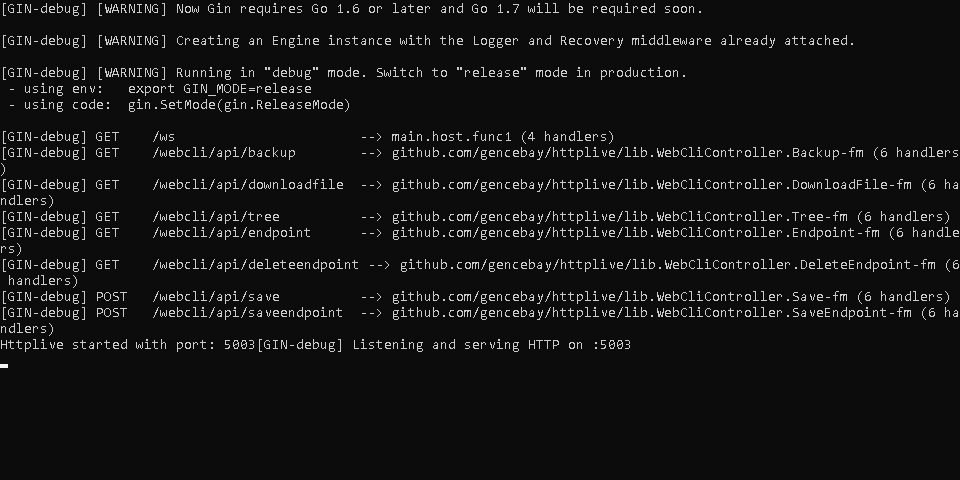 [GIN-debug] [WARNING] Now Gin requires Go 1.6 or later and Go 1.7 will be required soon.
[GIN-debug] [WARNING] Creating an Engine instance with the Logger and Recovery middleware already attached.
[GIN-debug] [WARNING] Running in "debug" mode. Switch to "release" mode in production.
 - using env:   export GIN_MODE=release
 - using code:  gin.SetMode(gin.ReleaseMode)
[GIN-debug] GET    /ws                       --> main.host.func1 (4 handlers)
[GIN-debug] GET    /webcli/api/backup        --> github.com/gencebay/httplive/lib.WebCliController.Backup-fm (6 handlers
)
[GIN-debug] GET    /webcli/api/downloadfile  --> github.com/gencebay/httplive/lib.WebCliController.DownloadFile-fm (6 ha
ndlers)
[GIN-debug] GET    /webcli/api/tree          --> github.com/gencebay/httplive/lib.WebCliController.Tree-fm (6 handlers)
[GIN-debug] GET    /webcli/api/endpoint      --> github.com/gencebay/httplive/lib.WebCliController.Endpoint-fm (6 handle
rs)
[GIN-debug] GET    /webcli/api/deleteendpoint --> github.com/gencebay/httplive/lib.WebCliController.DeleteEndpoint-fm (6
 handlers)
[GIN-debug] POST   /webcli/api/save          --> github.com/gencebay/httplive/lib.WebCliController.Save-fm (6 handlers)
[GIN-debug] POST   /webcli/api/saveendpoint  --> github.com/gencebay/httplive/lib.WebCliController.SaveEndpoint-fm (6 ha
ndlers)
Httplive started with port: 5003[GIN-debug] Listening and serving HTTP on :5003